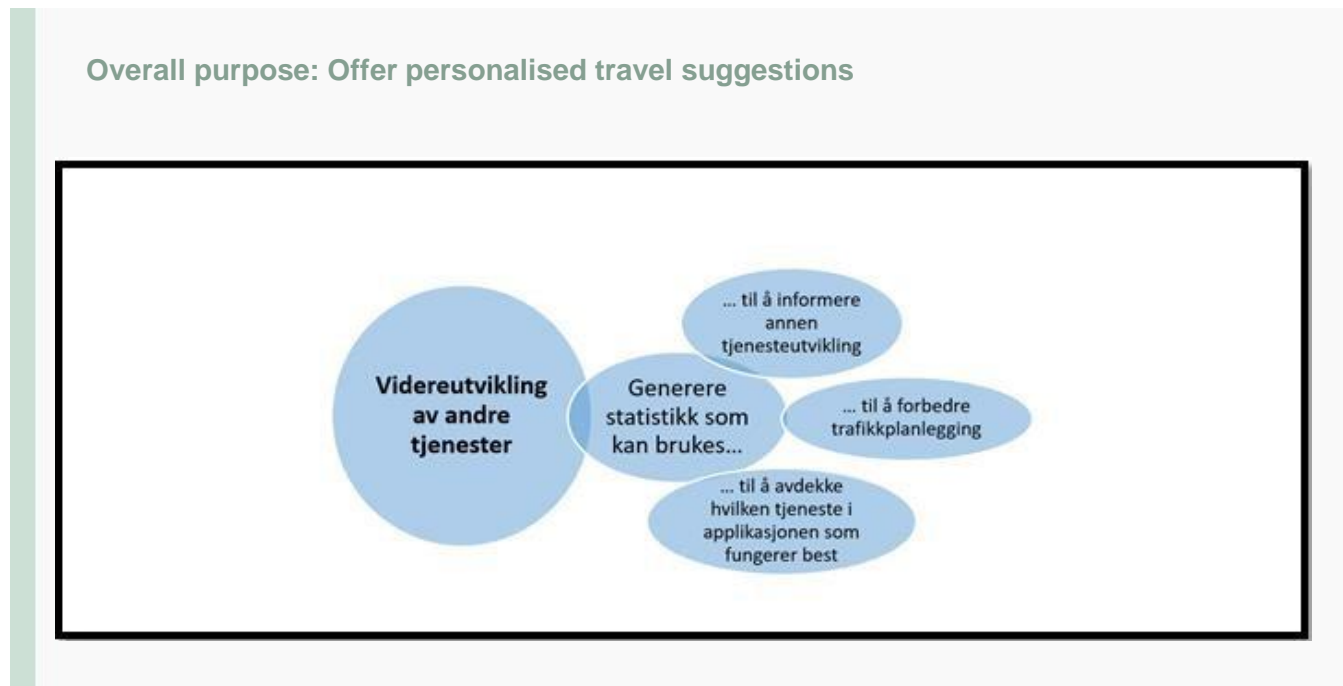 Overall purpose: Offer personalised travel suggestions
Videreutvikling
av andre
tjenester
Generere
statistikk som
kan brukes...
... til å informere
annen
tjenesteutvikling
... til å forbedre
trafikkplanlegging
... til å avdekke
hvilken tjeneste i
applikasjonen som
fungerer best